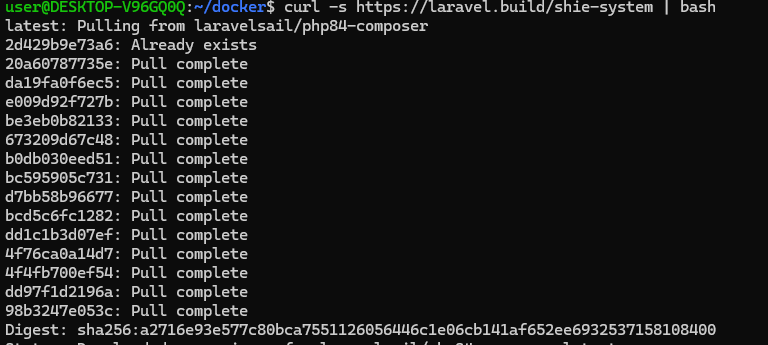 user@DESKTOP-V96GQ0Q:~/docker$ curl -s https://laravel.build/shie-system | bash
latest: Pulling from laravelsail/php84-composer
2d429b9e73a6: Already exists
20a60787735e: Pull complete
da19fa0f6ec5: Pull complete
e009d92f727b: Pull complete
be3eb0b82133: Pull complete
673209d67c48: Pull complete
b0db030eed51: Pull complete
bc595905c731: Pull complete
d7bb58b96677: Pull complete
bcd5c6fc1282: Pull complete
dd1c1b3d07ef: Pull complete
4f76ca0a14d7: Pull complete
4f4fb700ef54: Pull complete
dd97f1d2196a: Pull complete
98b3247e053c: Pull complete
Digest: sha256:a2716e93e577c80bca7551126056446c1e06cb141af652ee6932537158108400